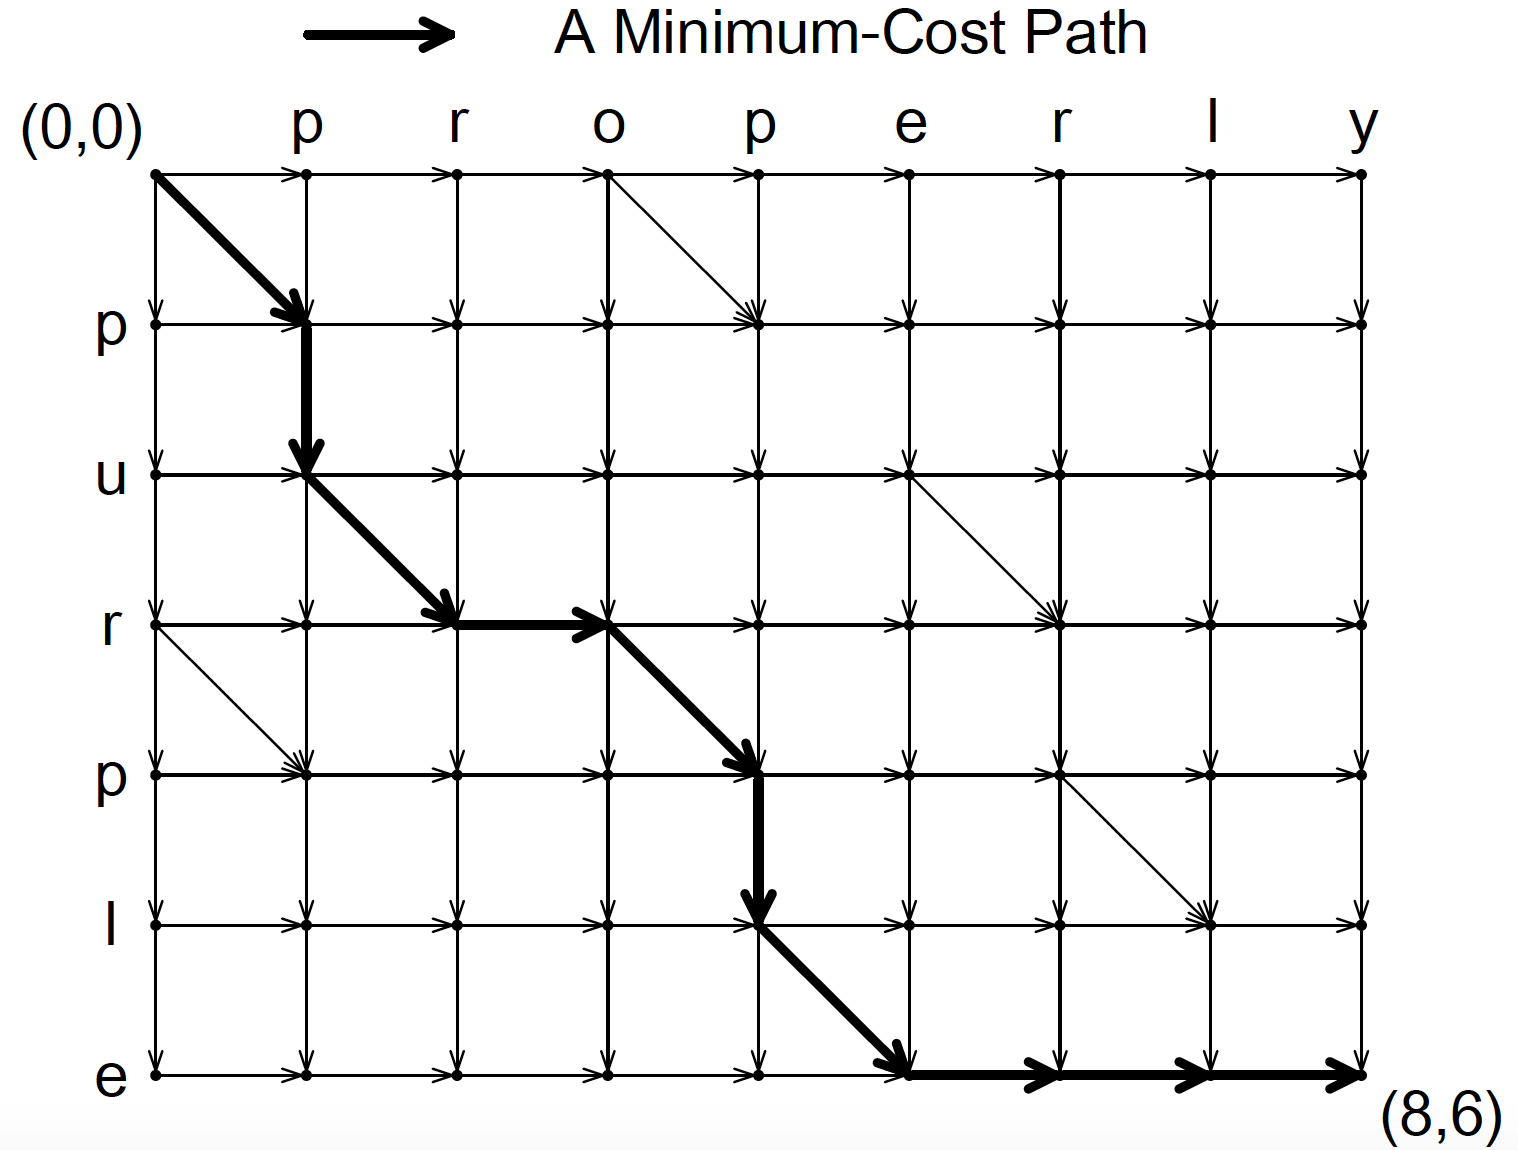 A Minimum-Cost Path
(0,0) p r o p e r l y
p
u
r
p
l
e
(8,6)